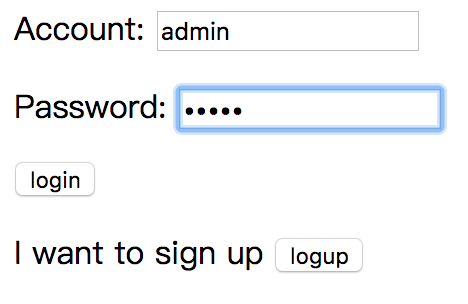 Account: admin
Password: •••••
login
I want to sign up logup